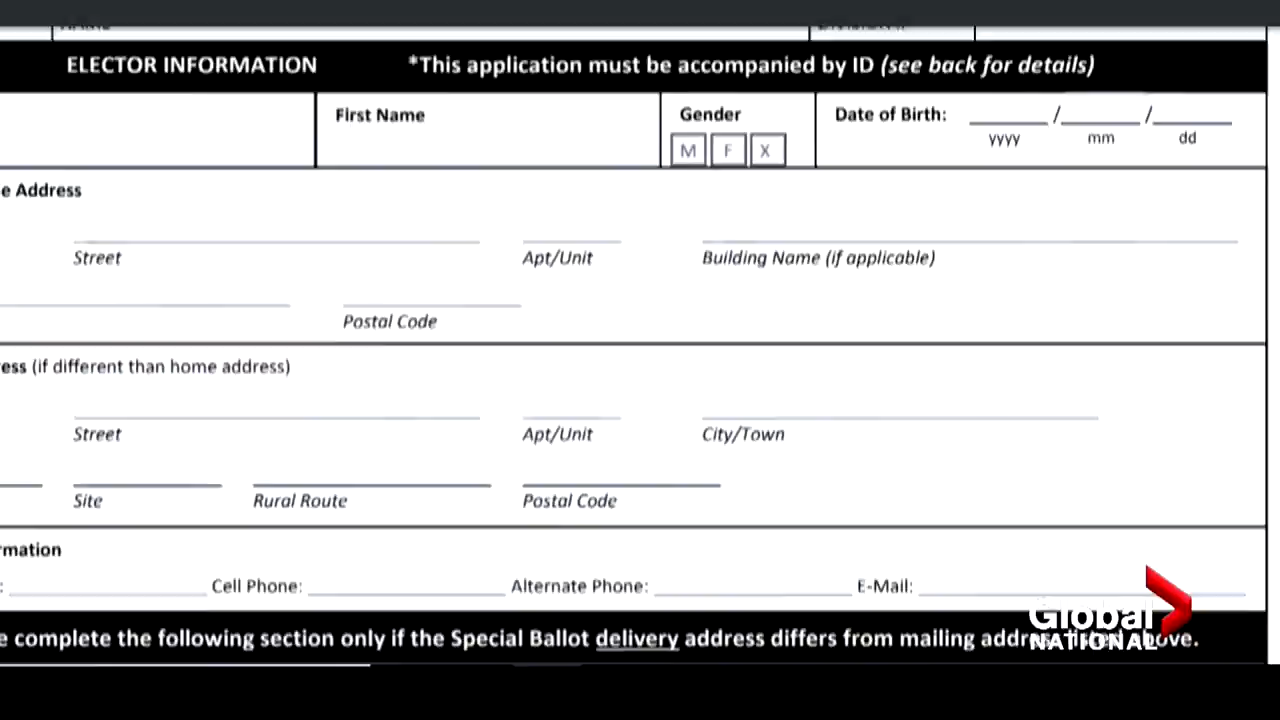 ELECTOR INFORMATION *This application must be accompanied by ID (see back for details)
First Name Gender Date of Birth: / /
M F X yyyy mm dd
e Address
Street Apt/Unit Building Name (if applicable)
Postal Code
ess (if different than home address)
Street Apt/Unit City/Town
Site Rural Route Postal Code
rmation
: Cell Phone: Alternate Phone: E-Mail:
e complete the following section only if the Special Ballot delivery address differs from mailing address listed above.
Global
NATIONAL